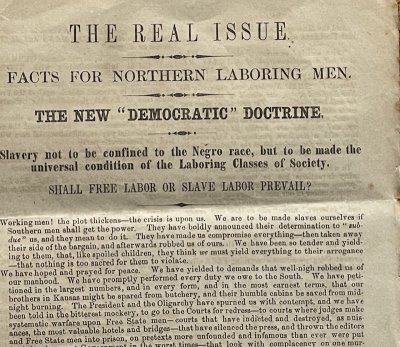 THE REAL ISSUE.
FACTS FOR NORTHERN LABORING MEN.
THE NEW "DEMOCRATIC" DOCTRINE.
Slavery not to be confined to the Negro race, but to be made the
universal condition of the Laboring Classes of Society.
SHALL FREE LABOR OR SLAVE LABOR PREVAIL?
Working men! the plot thickens—the crisis is upon us. We are to be made slaves ourselves if
Southern men shall get the power. They have boldly announced their determination to "sub-
due" us, and they mean to do it. They have made us compromise everything—then taken away
their side of the bargain, and afterwards robbed us of ours. We have been so tender and yield-
ing to them, that, like spoiled children, they think we must yield everything to their arrogance
—that nothing is too sacred for them to violate.
We have hoped and prayed for peace. We have yielded to demands that well-nigh robbed us of
our manhood. We have promptly performed every duty we owe to the South. We have peti-
tioned in the largest numbers, and in every form, and in the most earnest terms, that our
brothers in Kansas might be spared from butchery, and their humble cabins be saved from mid-
night burning. The President and the Oligarchy have spurned us with contempt, and we have
been told in the bitterest mockery, to go to the Courts for redress—to courts where judges make
systematic warfare upon Free State men—courts that have indicted and destroyed, as nuis-
ances, the most valuable hotels and bridges—that have silenced the press, and thrown the editors
and Free State men into prison, on pretexts more unfounded and infamous than ever were put
in the worst times—that look with complacency on one mur-